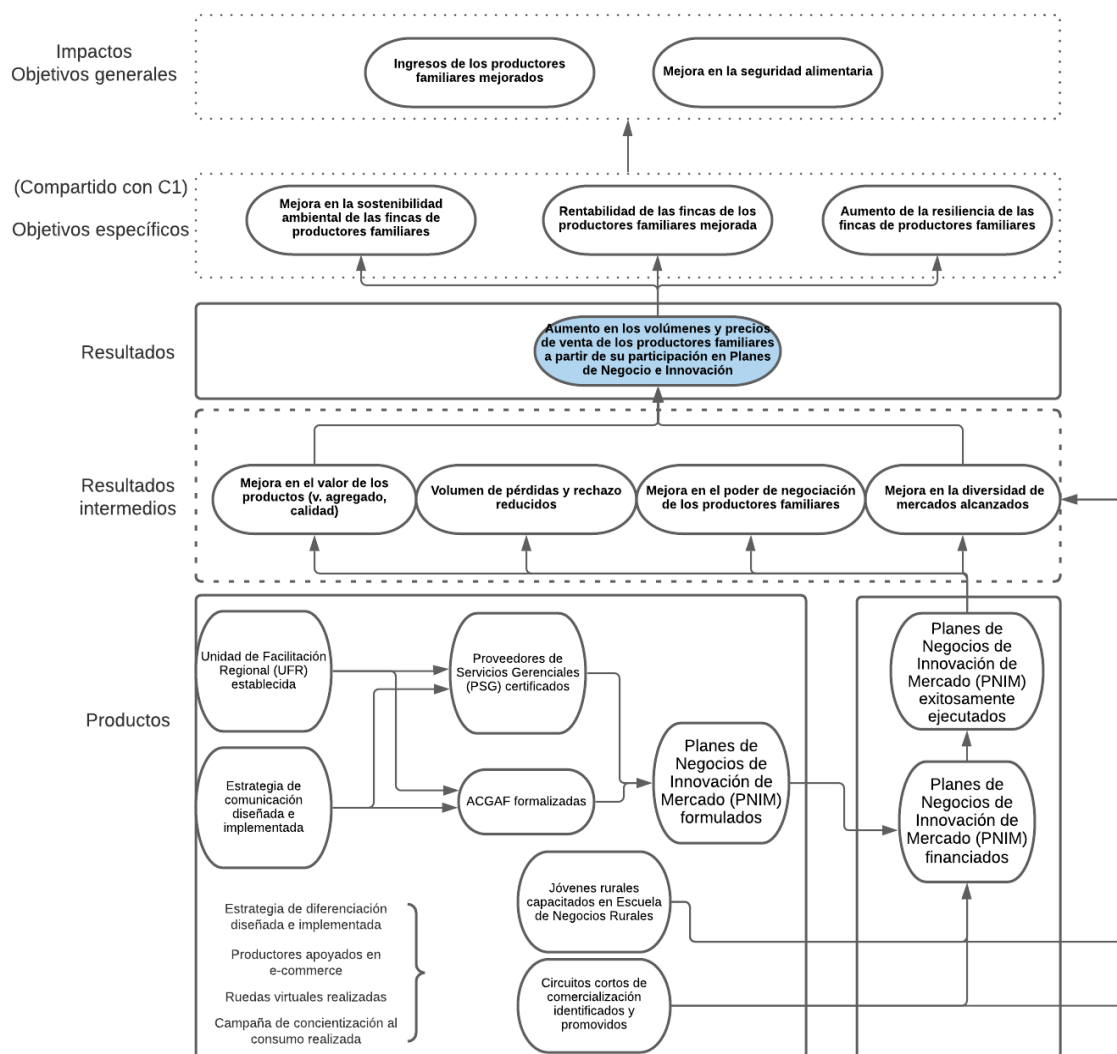 Impactos
Objetivos generales
Ingresos de los productores
familiares mejorados
Mejora en la seguridad alimentaria
(Compartido con C1)
Objetivos específicos
Mejora en la sostenibilidad
ambiental de las fincas de
productores familiares
Rentabilidad de las fincas de los
productores familiares mejorada
Aumento de la resiliencia de las
fincas de productores familiares
Resultados
Aumento en los volúmenes y precios
de venta de los productores familiares
a partir de su participación en Planes
de Negocio e Innovación
Resultados
intermedios
Mejora en el valor de los
productos (v. agregado,
calidad)
Volumen de pérdidas y rechazo
reducidos
Mejora en el poder de negociación
de los productores familiares
Mejora en la diversidad de
mercados alcanzados
Productos
Unidad de Facilitación
Regional (UFR)
establecida
Proveedores de
Servicios Gerenciales
(PSG) certificados
Planes de
Negocios de
Innovación de
Mercado (PNIM)
exitosamente
ejecutados
Estrategia de
comunicación
diseñada e
implementada
ACGAF formalizadas
Planes de
Negocios de
Innovación de
Mercado (PNIM)
formulados
Planes de
Negocios de
Innovación de
Mercado (PNIM)
financiados
Estrategia de diferenciación
diseñada e implementada
Productores apoyados en
e-commerce
Ruedas virtuales realizadas
Campaña de concientización al
consumo realizada
Jóvenes rurales
capacitados en Escuela
de Negocios Rurales
Circuitos cortos de
comercialización
identificados y
promovidos